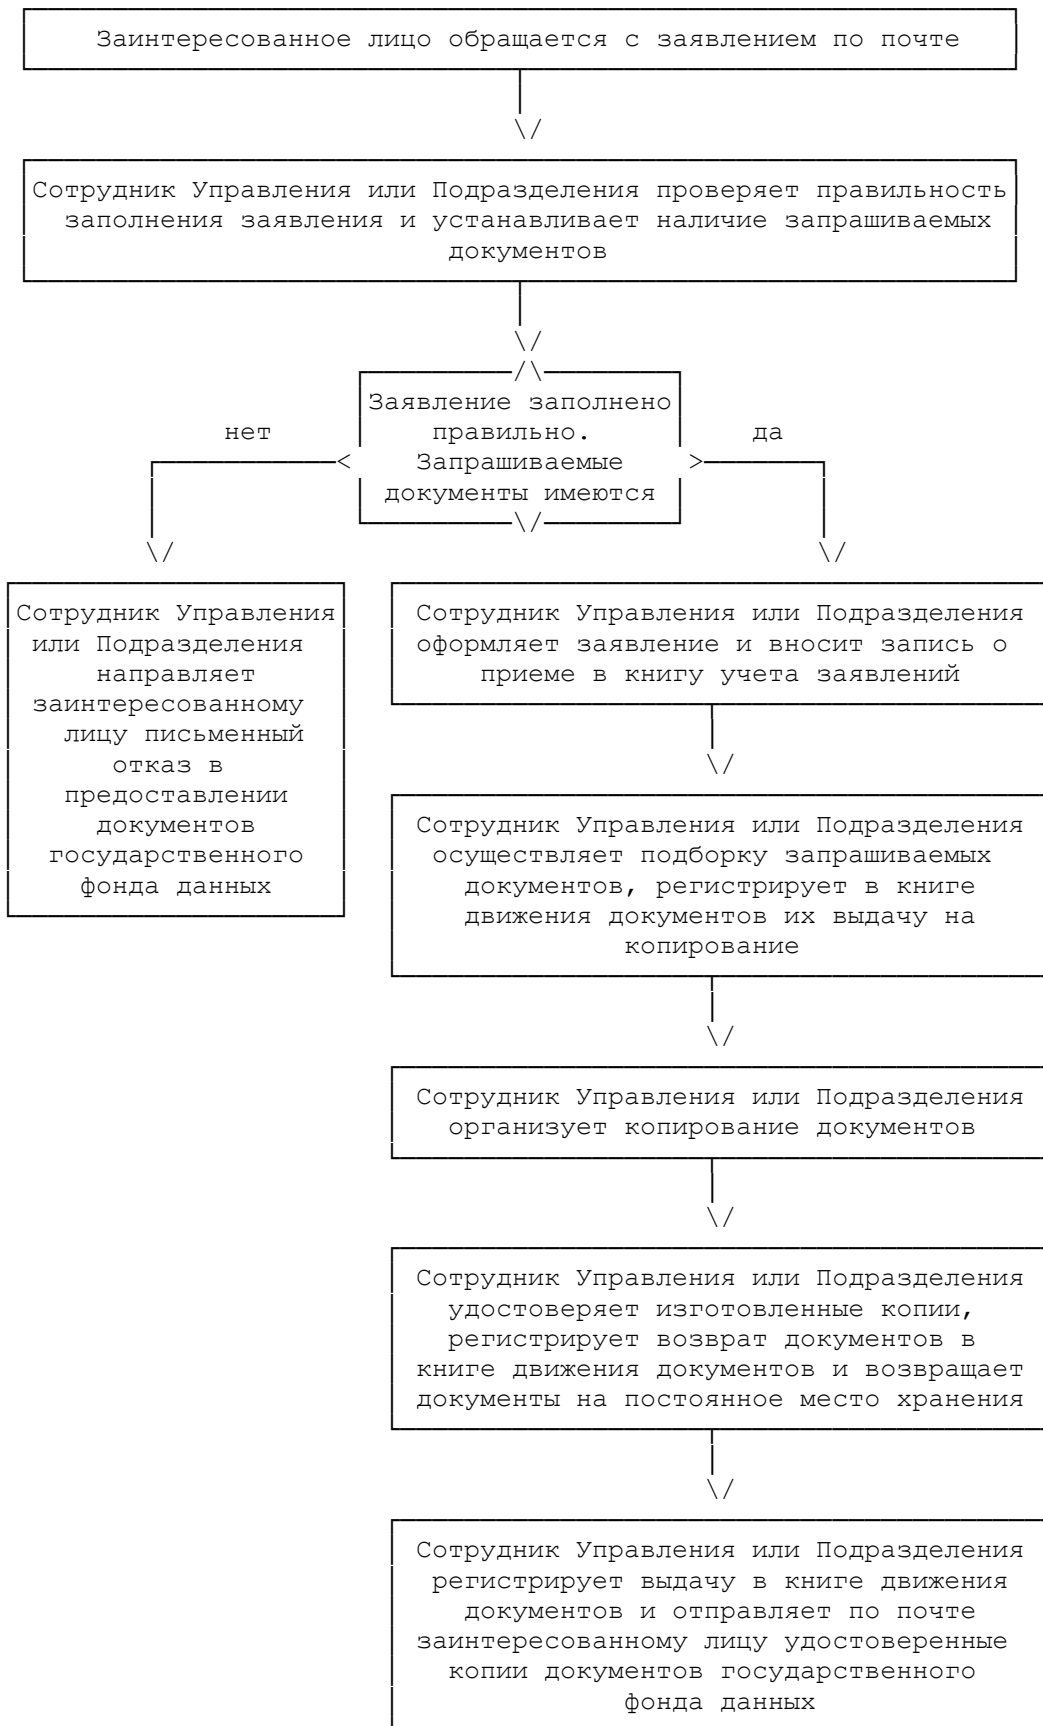 Заинтересованное лицо обращается с заявлением по почте
Сотрудник Управления или Подразделения проверяет правильность
заполнения заявления и устанавливает наличие запрашиваемых
документов
Заявление заполнено
правильно.
Запрашиваемые
документы имеются
нет
да
Сотрудник Управления
или Подразделения
направляет
заинтересованному
лицу письменный
отказ в
предоставлении
документов
государственного
фонда данных
Сотрудник Управления или Подразделения
оформляет заявление и вносит запись о
приеме в книгу учета заявлений
Сотрудник Управления или Подразделения
осуществляет подборку запрашиваемых
документов, регистрирует в книге
движения документов их выдачу на
копирование
Сотрудник Управления или Подразделения
организует копирование документов
Сотрудник Управления или Подразделения
удостоверяет изготовленные копии,
регистрирует возврат документов в
книге движения документов и возвращает
документы на постоянное место хранения
Сотрудник Управления или Подразделения
регистрирует выдачу в книге движения
документов и отправляет по почте
заинтересованному лицу удостоверенные
копии документов государственного
фонда данных